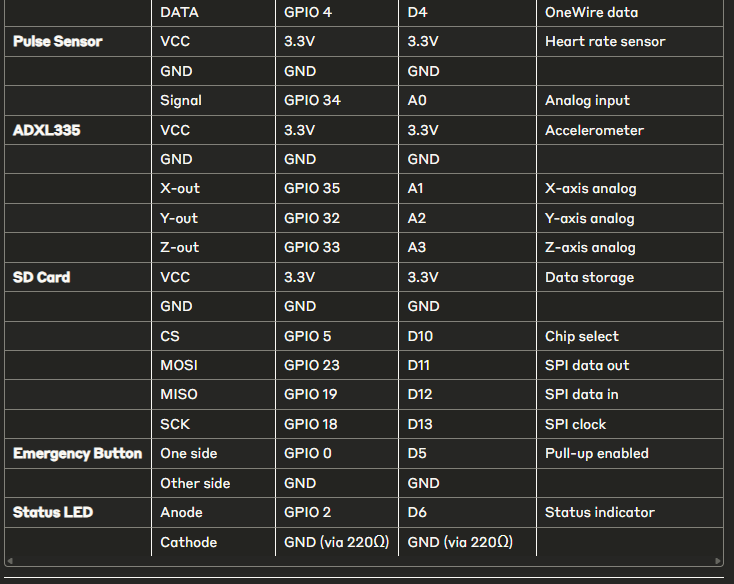 DATA GPIO 4 D4 OneWire data
Pulse Sensor VCC 3.3V 3.3V Heart rate sensor
GND GND GND
Signal GPIO 34 A0 Analog input
ADXL335 VCC 3.3V 3.3V Accelerometer
GND GND GND
X-out GPIO 35 A1 X-axis analog
Y-out GPIO 32 A2 Y-axis analog
Z-out GPIO 33 A3 Z-axis analog
SD Card VCC 3.3V 3.3V Data storage
GND GND GND
CS GPIO 5 D10 Chip select
MOSI GPIO 23 D11 SPI data out
MISO GPIO 19 D12 SPI data in
SCK GPIO 18 D13 SPI clock
Emergency Button One side GPIO 0 D5 Pull-up enabled
Other side GND GND
Status LED Anode GPIO 2 D6 Status indicator
Cathode GND (via 220Ω) GND (via 220Ω)